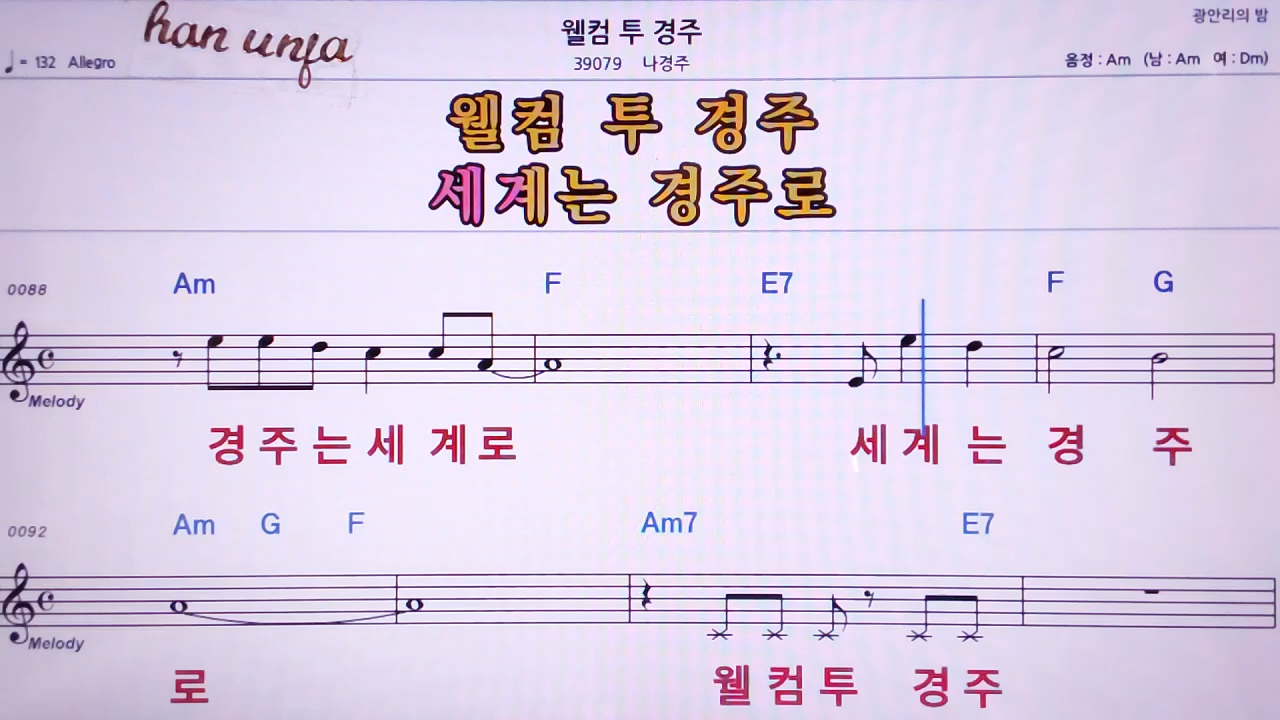 han unja
광안리의 밤
웰컴 투 경주
♩= 132 Allegro
39079 나경주
음정 : Am (남 : Am 여 : Dm)
웰컴 투 경주
세계는 경주로
0088 Am F E7 F G
Melody
경주는세 계로 세계 는 경 주
0092 Am G F Am7 E7
Melody
로 웰컴투 경주